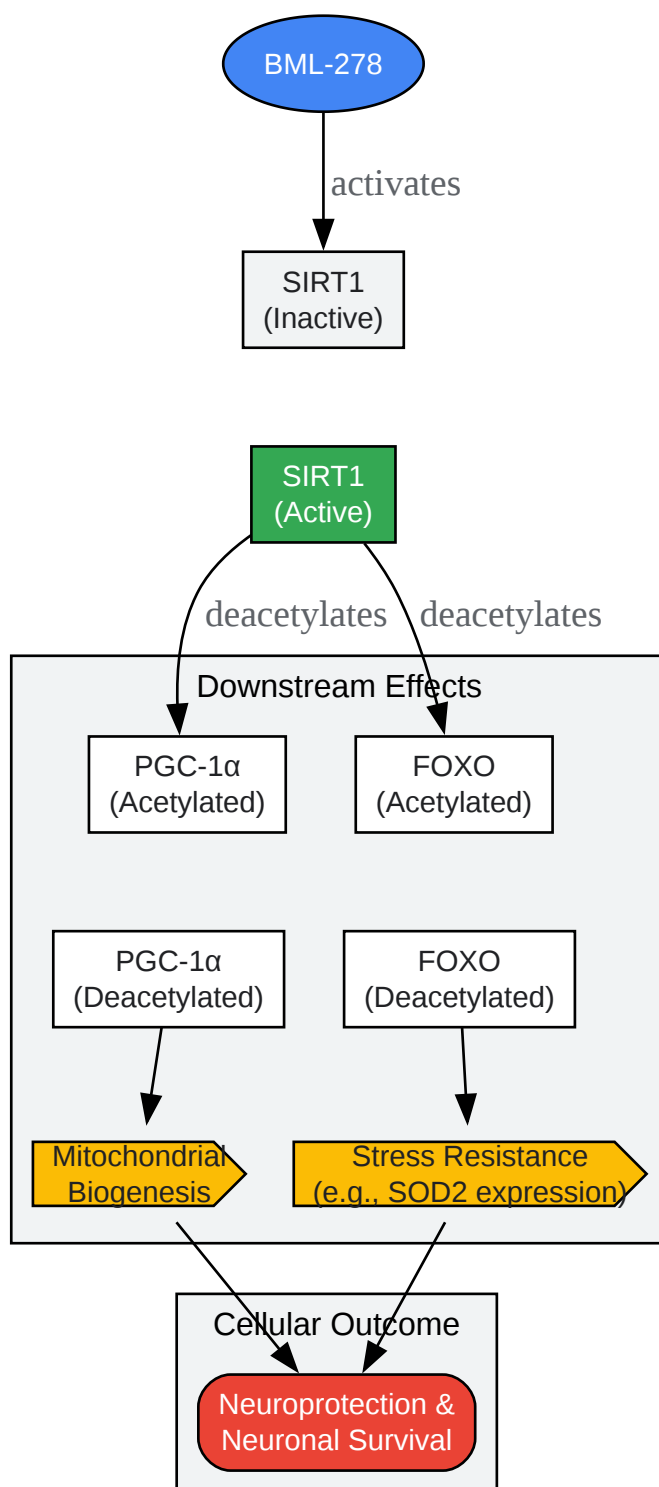 BML-278
activates
SIRT1
(Inactive)
SIRT1
(Active)
deacetylates deacetylates
Downstream Effects
PGC-1α
(Acetylated)
FOXO
(Acetylated)
PGC-1α
(Deacetylated)
FOXO
(Deacetylated)
Mitochondrial
Biogenesis
Stress Resistance
(e.g., SOD2 expression)
Cellular Outcome
Neuroprotection &
Neuronal Survival